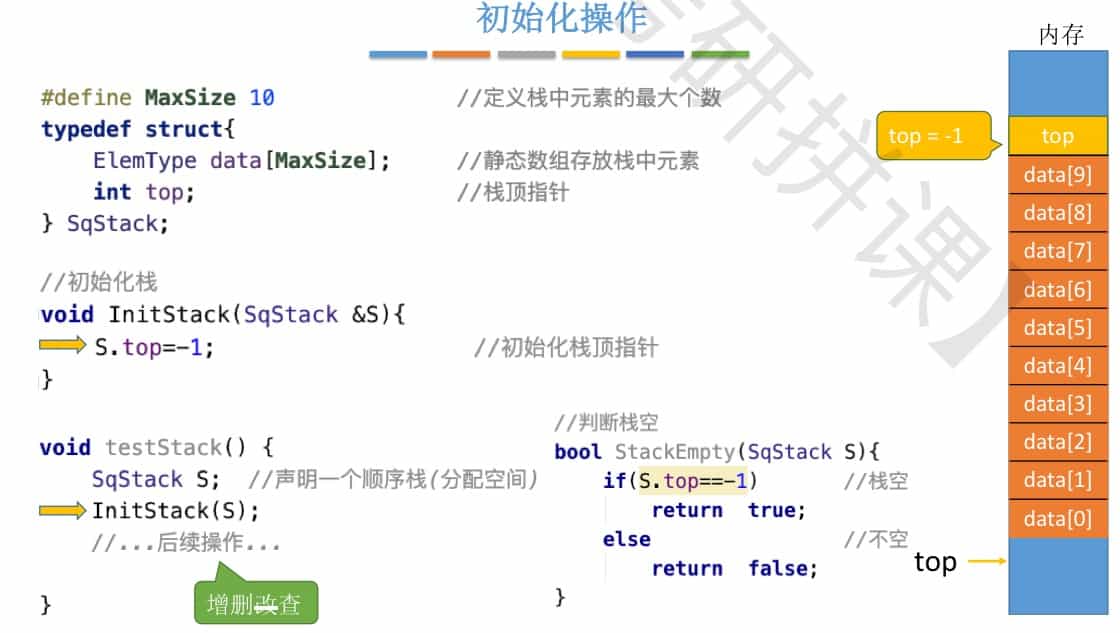 初始化操作
#define MaxSize 10 //定义栈中元素的最大个数
typedef struct{
ElemType data[MaxSize]; //静态数组存放栈中元素
int top; //栈顶指针
} SqStack;
//初始化栈
void InitStack(SqStack &S){
S.top=-1; //初始化栈顶指针
}
void testStack() {
SqStack S; //声明一个顺序栈(分配空间)
InitStack(S);
//...后续操作...
}
增删改查
//判断栈空
bool StackEmpty(SqStack S){
if(S.top==-1) //栈空
return true;
else //不空
return false;
}
内存
top = -1
top
data[9]
data[8]
data[7]
data[6]
data[5]
data[4]
data[3]
data[2]
data[1]
data[0]
top
研拼课】